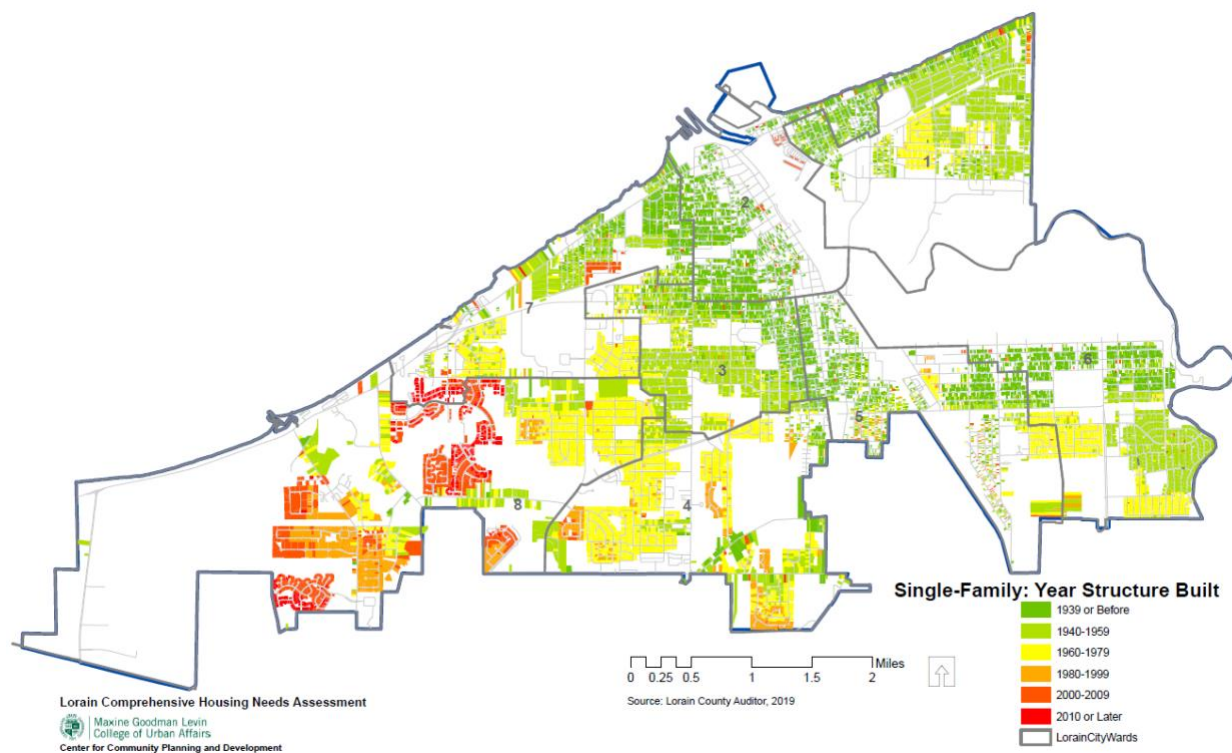 1
2
7
3
6
5
8
4
Single-Family: Year Structure Built
1939 or Before
1940-1959
1960-1979
1980-1999
2000-2009
2010 or Later
LorainCityWards
Miles
0 0.25 0.5 1 1.5 2
Source: Lorain County Auditor, 2019
Lorain Comprehensive Housing Needs Assessment
Maxine Goodman Levin
College of Urban Affairs
Center for Community Planning and Development